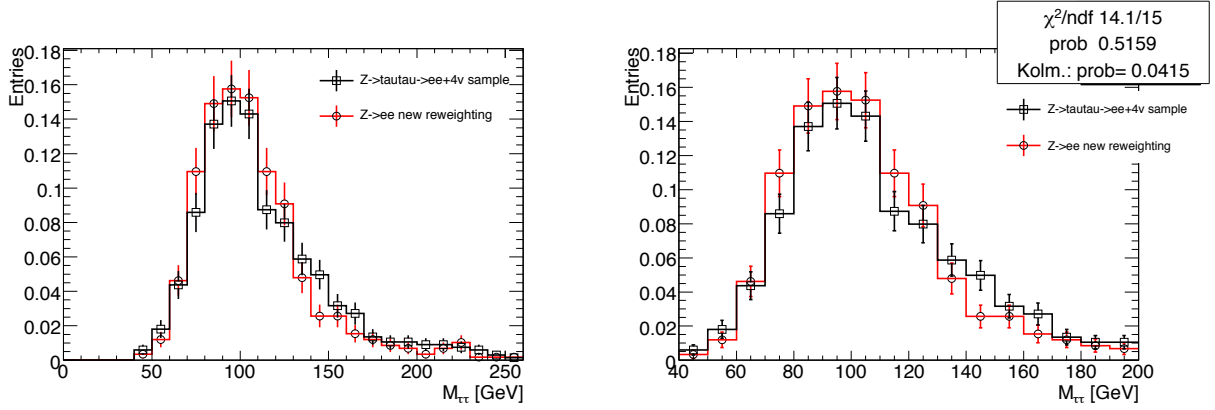 Entries
0.18
0.16
0.14
0.12
0.1
0.08
0.06
0.04
0.02
0
Z->tautau->ee+4v sample
Z->ee new reweighting
0 50 100 150 200 250
M_ττ [GeV]
χ²/ndf 14.1/15
prob 0.5159
Kolm.: prob= 0.0415
Entries
0.18
0.16
0.14
0.12
0.1
0.08
0.06
0.04
0.02
0
Z->tautau->ee+4v sample
Z->ee new reweighting
40 60 80 100 120 140 160 180 200
M_ττ [GeV]